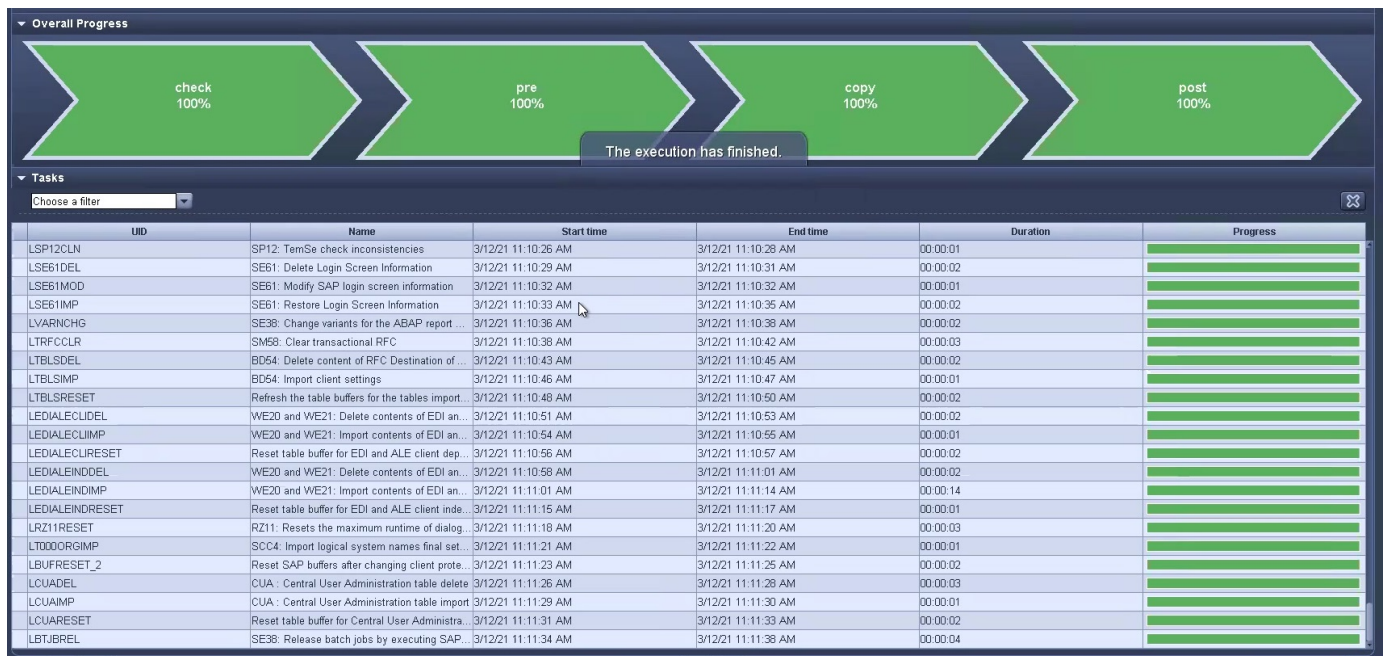 Overall Progress
check
100%
pre
100%
copy
100%
post
100%
The execution has finished.
Tasks
Choose a filter
UID Name Start time End time Duration Progress
LSP12CLN SP12: TemSe check inconsistencies 3/12/21 11:10:26 AM 3/12/21 11:10:28 AM 00:00:01
LSE61DEL SE61: Delete Login Screen Information 3/12/21 11:10:29 AM 3/12/21 11:10:31 AM 00:00:02
LSE61MOD SE61: Modify SAP login screen information 3/12/21 11:10:32 AM 3/12/21 11:10:32 AM 00:00:01
LSE61IMP SE61: Restore Login Screen Information 3/12/21 11:10:33 AM 3/12/21 11:10:35 AM 00:00:02
LVARNCHG SE38: Change variants for the ABAP report ... 3/12/21 11:10:36 AM 3/12/21 11:10:38 AM 00:00:02
LTRFCCLR SM58: Clear transactional RFC 3/12/21 11:10:38 AM 3/12/21 11:10:42 AM 00:00:03
LTBLSDEL BD54: Delete content of RFC Destination of ... 3/12/21 11:10:43 AM 3/12/21 11:10:45 AM 00:00:02
LTBLSIMP BD54: Import client settings 3/12/21 11:10:46 AM 3/12/21 11:10:47 AM 00:00:01
LTBLSRESET Refresh the table buffers for the tables import... 3/12/21 11:10:48 AM 3/12/21 11:10:50 AM 00:00:02
LEDIALECLIDEL WE20 and WE21: Delete contents of EDI an... 3/12/21 11:10:51 AM 3/12/21 11:10:53 AM 00:00:02
LEDIALECLIIMP WE20 and WE21: Import contents of EDI an... 3/12/21 11:10:54 AM 3/12/21 11:10:55 AM 00:00:01
LEDIALECLIRESET Reset table buffer for EDI and ALE client dep... 3/12/21 11:10:56 AM 3/12/21 11:10:57 AM 00:00:02
LEDIALEINDDEL WE20 and WE21: Delete contents of EDI an... 3/12/21 11:10:58 AM 3/12/21 11:11:01 AM 00:00:02
LEDIALEINDIMP WE20 and WE21: Import contents of EDI an... 3/12/21 11:11:01 AM 3/12/21 11:11:14 AM 00:00:14
LEDIALEINDRESET Reset table buffer for EDI and ALE client inde... 3/12/21 11:11:15 AM 3/12/21 11:11:17 AM 00:00:01
LRZ11RESET RZ11: Resets the maximum runtime of dialog... 3/12/21 11:11:18 AM 3/12/21 11:11:20 AM 00:00:03
LT000ORGIMP SCC4: Import logical system names final set... 3/12/21 11:11:21 AM 3/12/21 11:11:22 AM 00:00:01
LBUFRESET_2 Reset SAP buffers after changing client prote... 3/12/21 11:11:23 AM 3/12/21 11:11:25 AM 00:00:02
LCUADEL CUA : Central User Administration table delete 3/12/21 11:11:26 AM 3/12/21 11:11:28 AM 00:00:03
LCUAIMP CUA : Central User Administration table import 3/12/21 11:11:29 AM 3/12/21 11:11:30 AM 00:00:01
LCUARESET Reset table buffer for Central User Administra... 3/12/21 11:11:31 AM 3/12/21 11:11:33 AM 00:00:02
LBTJBREL SE38: Release batch jobs by executing SAP... 3/12/21 11:11:34 AM 3/12/21 11:11:38 AM 00:00:04